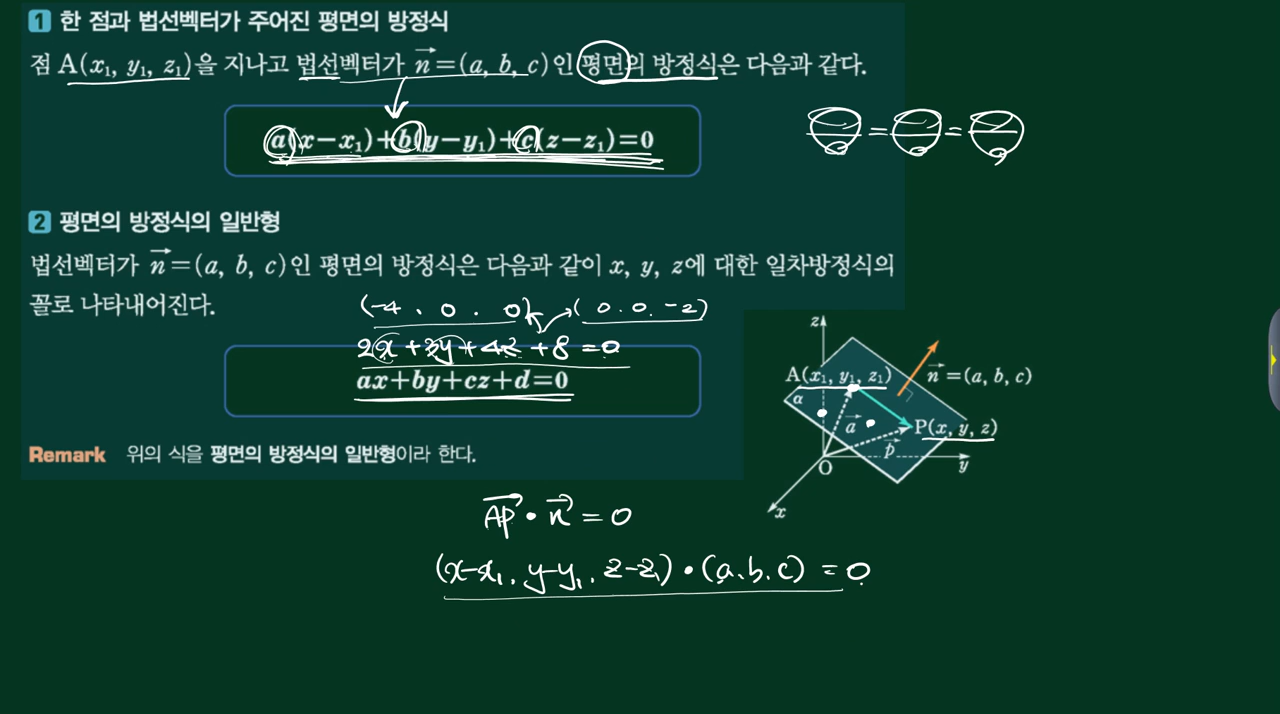 1 한 점과 법선벡터가 주어진 평면의 방정식
점 A(x₁, y₁, z₁)을 지나고 법선벡터가 n⃗=(a, b, c)인 평면의 방정식은 다음과 같다.
a(x−x₁)+b(y−y₁)+c(z−z₁)=0
= =
2 평면의 방정식의 일반형
법선벡터가 n⃗=(a, b, c)인 평면의 방정식은 다음과 같이 x, y, z에 대한 일차방정식의
꼴로 나타내어진다.
(-4, 0, 0) (0, 0, -2)
2x+3y+4z+8=0
ax+by+cz+d=0
Remark 위의 식을 평면의 방정식의 일반형이라 한다.
z
A(x₁, y₁, z₁)
n⃗=(a, b, c)
α
a⃗
P(x, y, z)
p⃗
O
y
x
AP⃗ · n⃗ = 0
(x-x₁, y-y₁, z-z₁) · (a, b, c) = 0